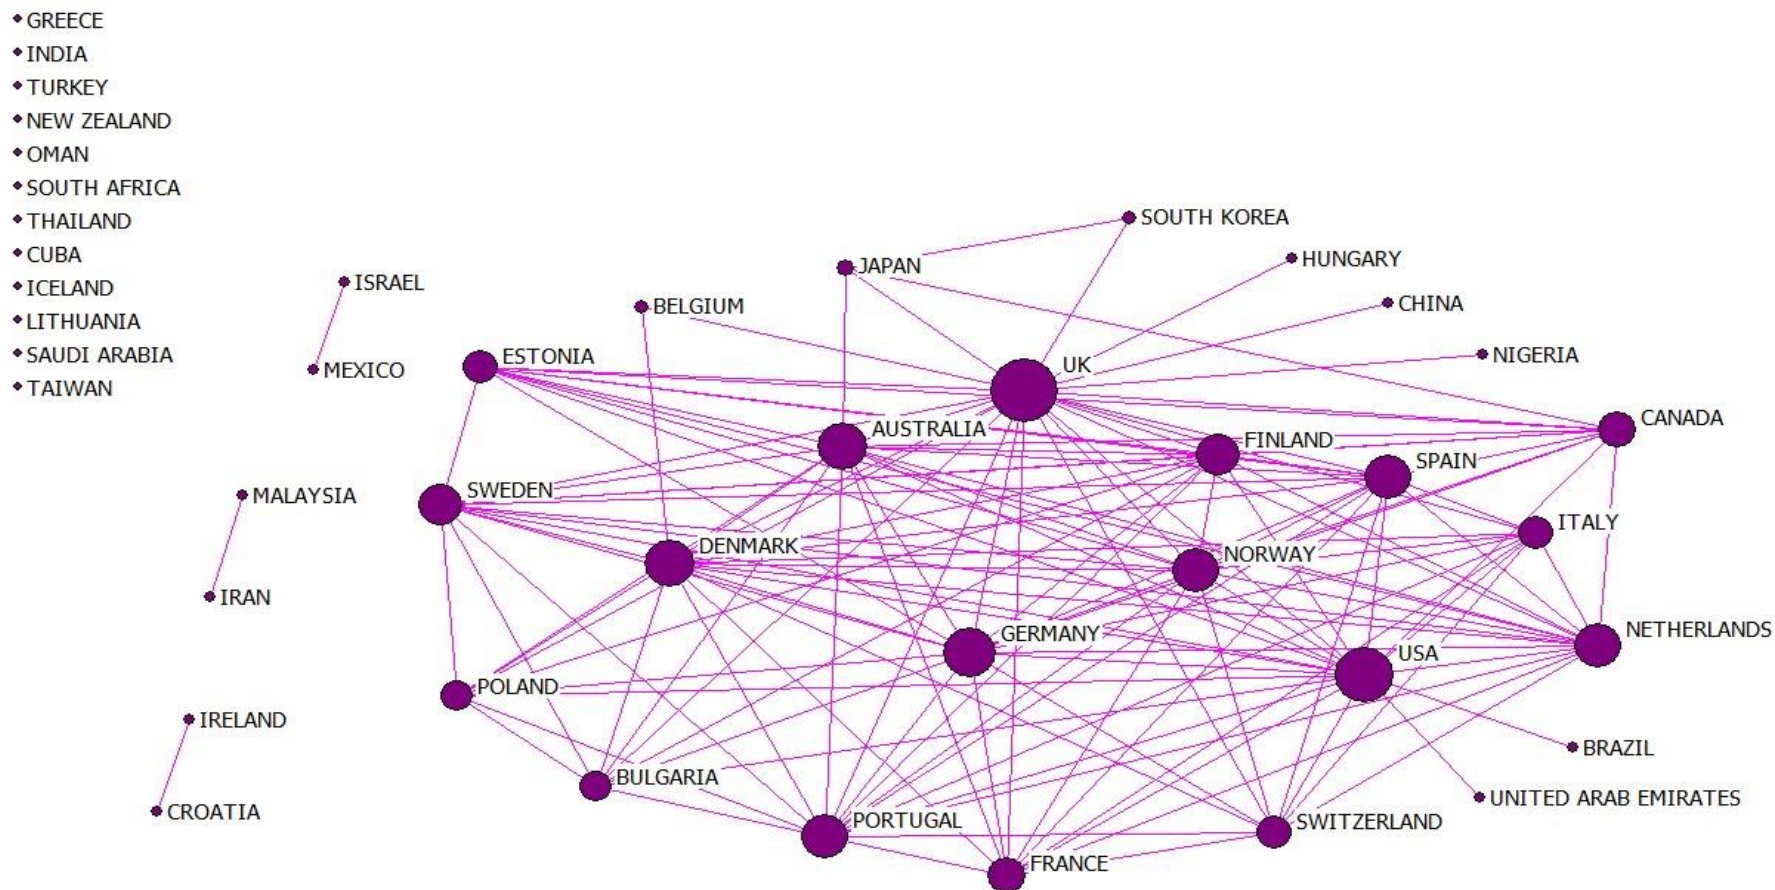 GREECE
INDIA
TURKEY
NEW ZEALAND
OMAN
SOUTH AFRICA
THAILAND
CUBA
ICELAND
LITHUANIA
SAUDI ARABIA
TAIWAN
SOUTH KOREA
HUNGARY
JAPAN
ISRAEL
CHINA
BELGIUM
NIGERIA
ESTONIA
UK
MEXICO
CANADA
AUSTRALIA
FINLAND
SPAIN
SWEDEN
MALAYSIA
ITALY
DENMARK
NORWAY
IRAN
NETHERLANDS
GERMANY
USA
POLAND
IRELAND
BRAZIL
BULGARIA
UNITED ARAB EMIRATES
CROATIA
PORTUGAL
SWITZERLAND
FRANCE